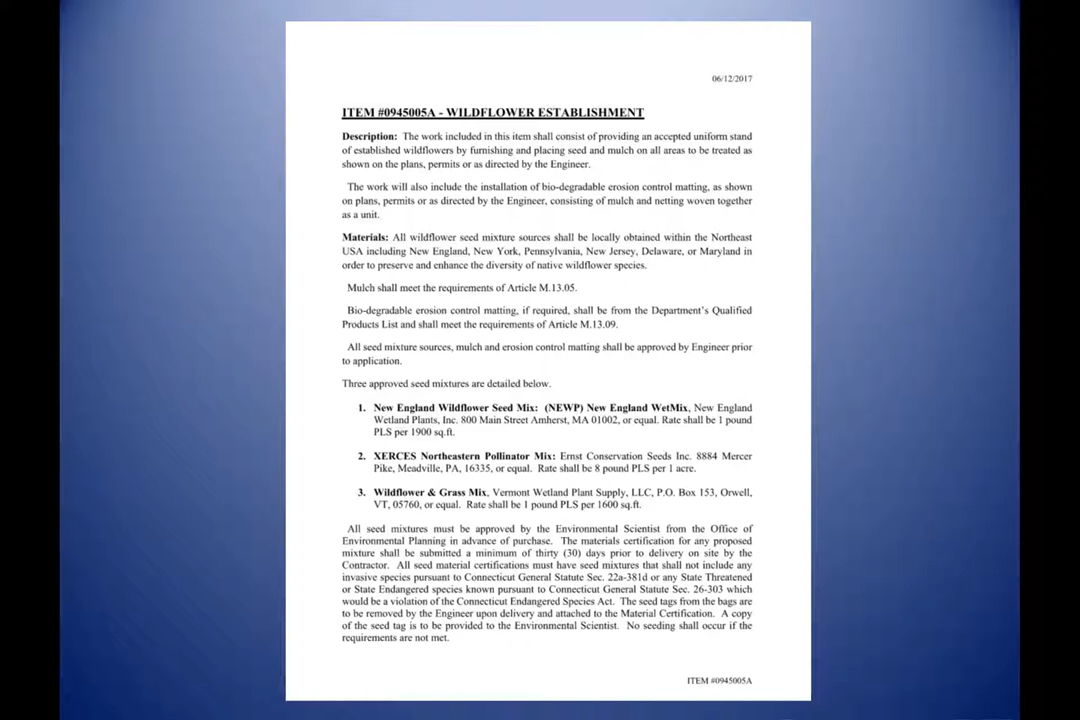 06/12/2017
ITEM #0945005A - WILDFLOWER ESTABLISHMENT
Description: The work included in this item shall consist of providing an accepted uniform stand
of established wildflowers by furnishing and placing seed and mulch on all areas to be treated as
shown on the plans, permits or as directed by the Engineer.
The work will also include the installation of bio-degradable erosion control matting, as shown
on plans, permits or as directed by the Engineer, consisting of mulch and netting woven together
as a unit.
Materials: All wildflower seed mixture sources shall be locally obtained within the Northeast
USA including New England, New York, Pennsylvania, New Jersey, Delaware, or Maryland in
order to preserve and enhance the diversity of native wildflower species.
Mulch shall meet the requirements of Article M.13.05.
Bio-degradable erosion control matting, if required, shall be from the Department's Qualified
Products List and shall meet the requirements of Article M.13.09.
All seed mixture sources, mulch and erosion control matting shall be approved by Engineer prior
to application.
Three approved seed mixtures are detailed below.
1. New England Wildflower Seed Mix: (NEWP) New England WetMix, New England
Wetland Plants, Inc. 800 Main Street Amherst, MA 01002, or equal. Rate shall be 1 pound
PLS per 1900 sq.ft.
2. XERCES Northeastern Pollinator Mix: Ernst Conservation Seeds Inc. 8884 Mercer
Pike, Meadville, PA, 16335, or equal. Rate shall be 8 pound PLS per 1 acre.
3. Wildflower & Grass Mix, Vermont Wetland Plant Supply, LLC, P.O. Box 153, Orwell,
VT, 05760, or equal. Rate shall be 1 pound PLS per 1600 sq.ft.
All seed mixtures must be approved by the Environmental Scientist from the Office of
Environmental Planning in advance of purchase. The materials certification for any proposed
mixture shall be submitted a minimum of thirty (30) days prior to delivery on site by the
Contractor. All seed material certifications must have seed mixtures that shall not include any
invasive species pursuant to Connecticut General Statute Sec. 22a-381d or any State Threatened
or State Endangered species known pursuant to Connecticut General Statute Sec. 26-303 which
would be a violation of the Connecticut Endangered Species Act. The seed tags from the bags are
to be removed by the Engineer upon delivery and attached to the Material Certification. A copy
of the seed tag is to be provided to the Environmental Scientist. No seeding shall occur if the
requirements are not met.
ITEM #0945005A